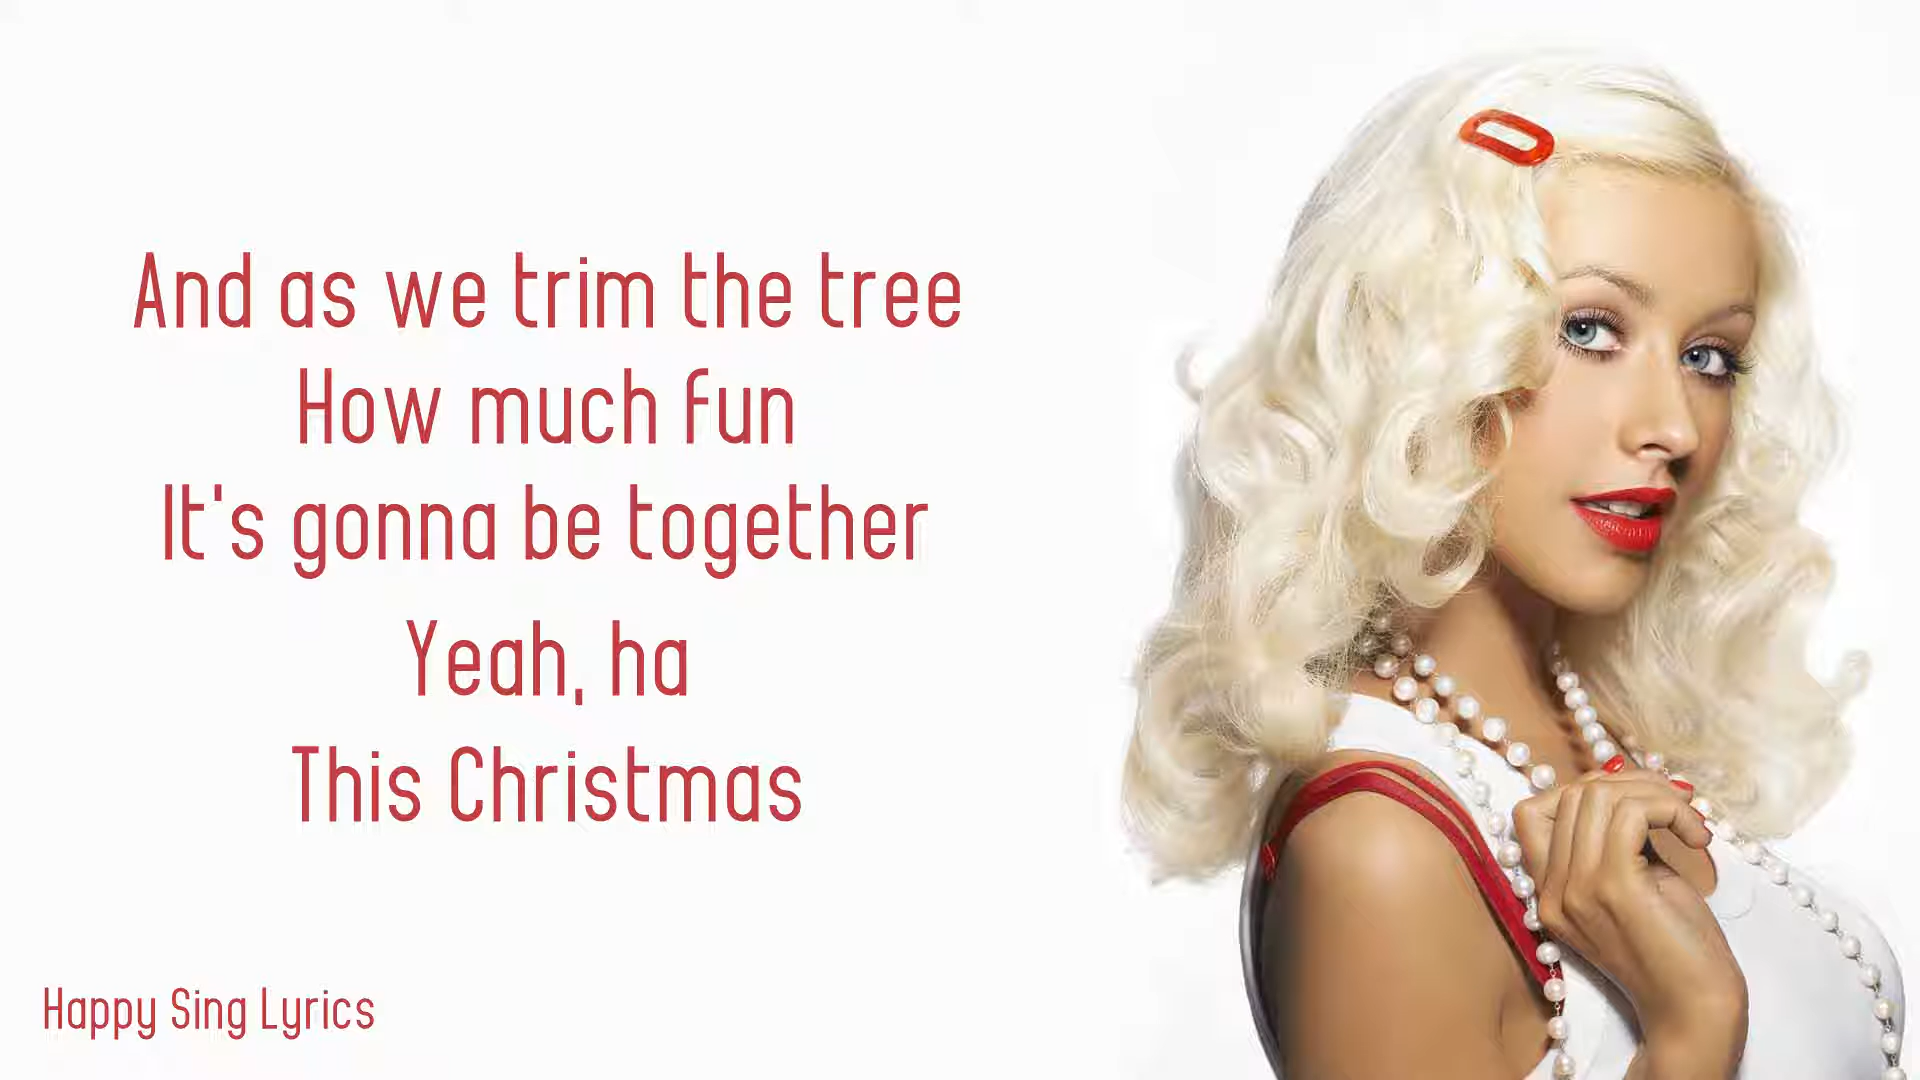 And as we trim the tree
How much fun
It's gonna be together
Yeah, ha
This Christmas
Happy Sing Lyrics